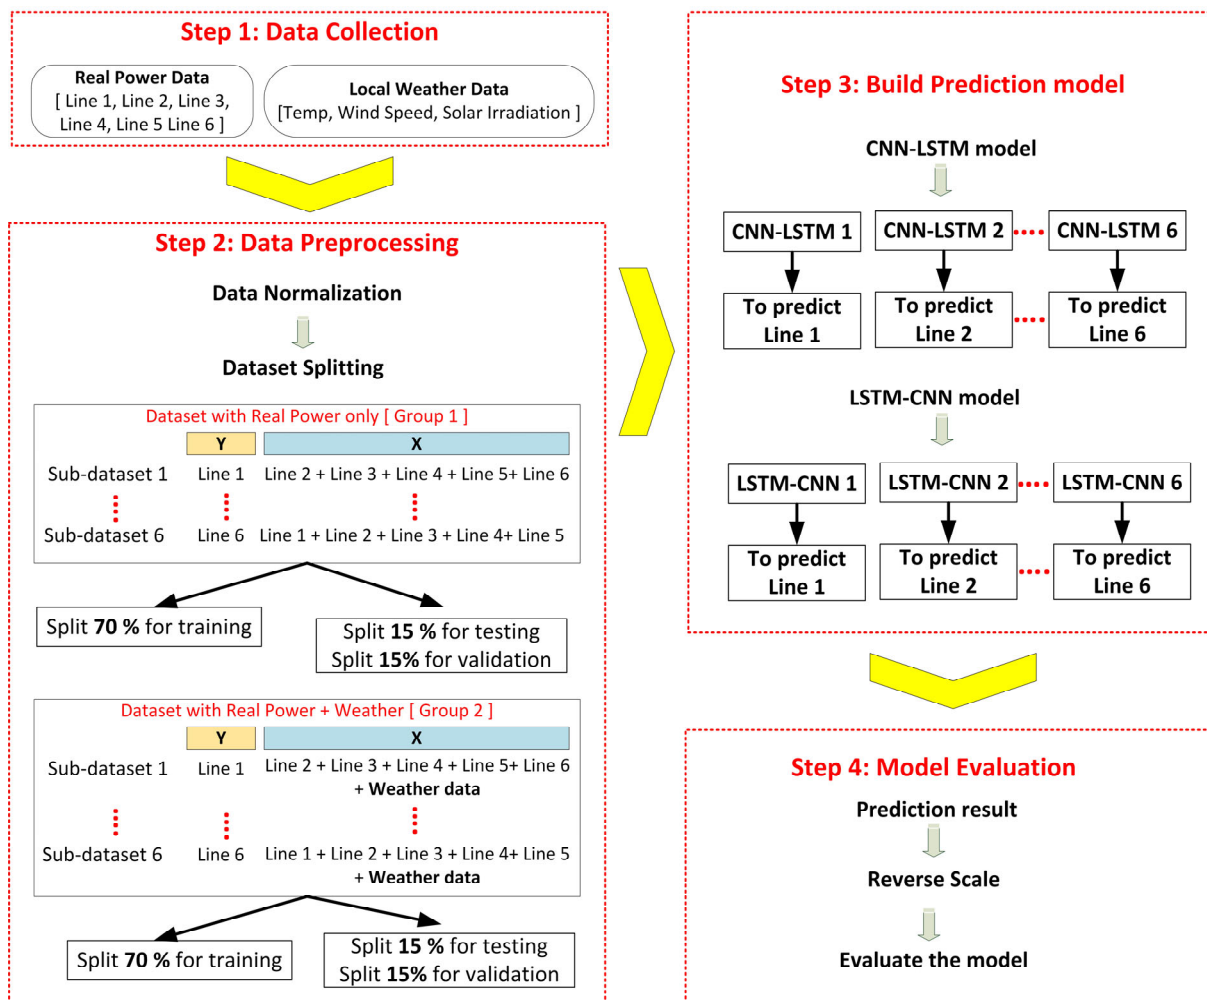 Step 1: Data Collection
Real Power Data
[ Line 1, Line 2, Line 3,
Line 4, Line 5 Line 6 ]
Local Weather Data
[Temp, Wind Speed, Solar Irradiation ]
Step 2: Data Preprocessing
Data Normalization
Dataset Splitting
Dataset with Real Power only [ Group 1 ]
Y X
Sub-dataset 1 Line 1 Line 2 + Line 3 + Line 4 + Line 5+ Line 6
Sub-dataset 6 Line 6 Line 1 + Line 2 + Line 3 + Line 4+ Line 5
Split 70 % for training
Split 15 % for testing
Split 15% for validation
Dataset with Real Power + Weather [ Group 2 ]
Y X
Sub-dataset 1 Line 1 Line 2 + Line 3 + Line 4 + Line 5+ Line 6
+ Weather data
Sub-dataset 6 Line 6 Line 1 + Line 2 + Line 3 + Line 4+ Line 5
+ Weather data
Split 70 % for training
Split 15 % for testing
Split 15% for validation
Step 3: Build Prediction model
CNN-LSTM model
CNN-LSTM 1 CNN-LSTM 2 CNN-LSTM 6
To predict To predict To predict
Line 1 Line 2 Line 6
LSTM-CNN model
LSTM-CNN 1 LSTM-CNN 2 LSTM-CNN 6
To predict To predict To predict
Line 1 Line 2 Line 6
Step 4: Model Evaluation
Prediction result
Reverse Scale
Evaluate the model